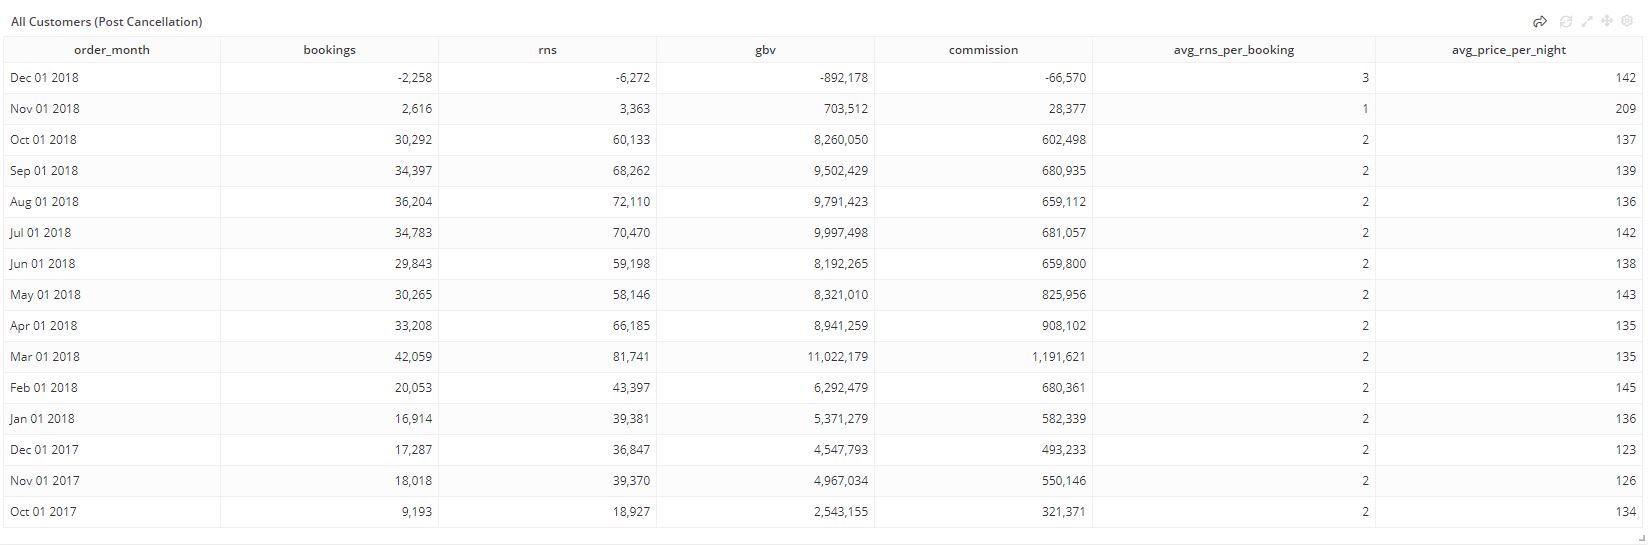 All Customers (Post Cancellation)
order_month bookings rns gbv commission avg_rns_per_booking avg_price_per_night
Dec 01 2018 -2,258 -6,272 -892,178 -66,570 3 142
Nov 01 2018 2,616 3,363 703,512 28,377 1 209
Oct 01 2018 30,292 60,133 8,260,050 602,498 2 137
Sep 01 2018 34,397 68,262 9,502,429 680,935 2 139
Aug 01 2018 36,204 72,110 9,791,423 659,112 2 136
Jul 01 2018 34,783 70,470 9,997,498 681,057 2 142
Jun 01 2018 29,843 59,198 8,192,265 659,800 2 138
May 01 2018 30,265 58,146 8,321,010 825,956 2 143
Apr 01 2018 33,208 66,185 8,941,259 908,102 2 135
Mar 01 2018 42,059 81,741 11,022,179 1,191,621 2 135
Feb 01 2018 20,053 43,397 6,292,479 680,361 2 145
Jan 01 2018 16,914 39,381 5,371,279 582,339 2 136
Dec 01 2017 17,287 36,847 4,547,793 493,233 2 123
Nov 01 2017 18,018 39,370 4,967,034 550,146 2 126
Oct 01 2017 9,193 18,927 2,543,155 321,371 2 134